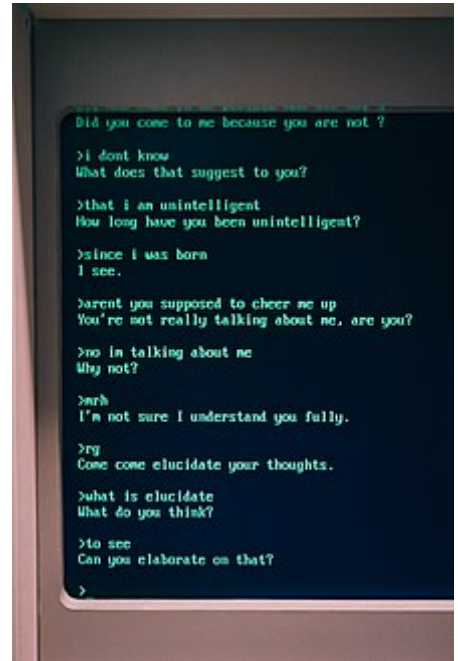 Did you come to me because you are not ?
>i dont know
What does that suggest to you?
>that i am unintelligent
How long have you been unintelligent?
>since i was born
I see.
>arent you supposed to cheer me up
You're not really talking about me, are you?
>no im talking about me
Why not?
>mrh
I'm not sure I understand you fully.
>rg
Come come elucidate your thoughts.
>what is elucidate
What do you think?
>to see
Can you elaborate on that?
>_